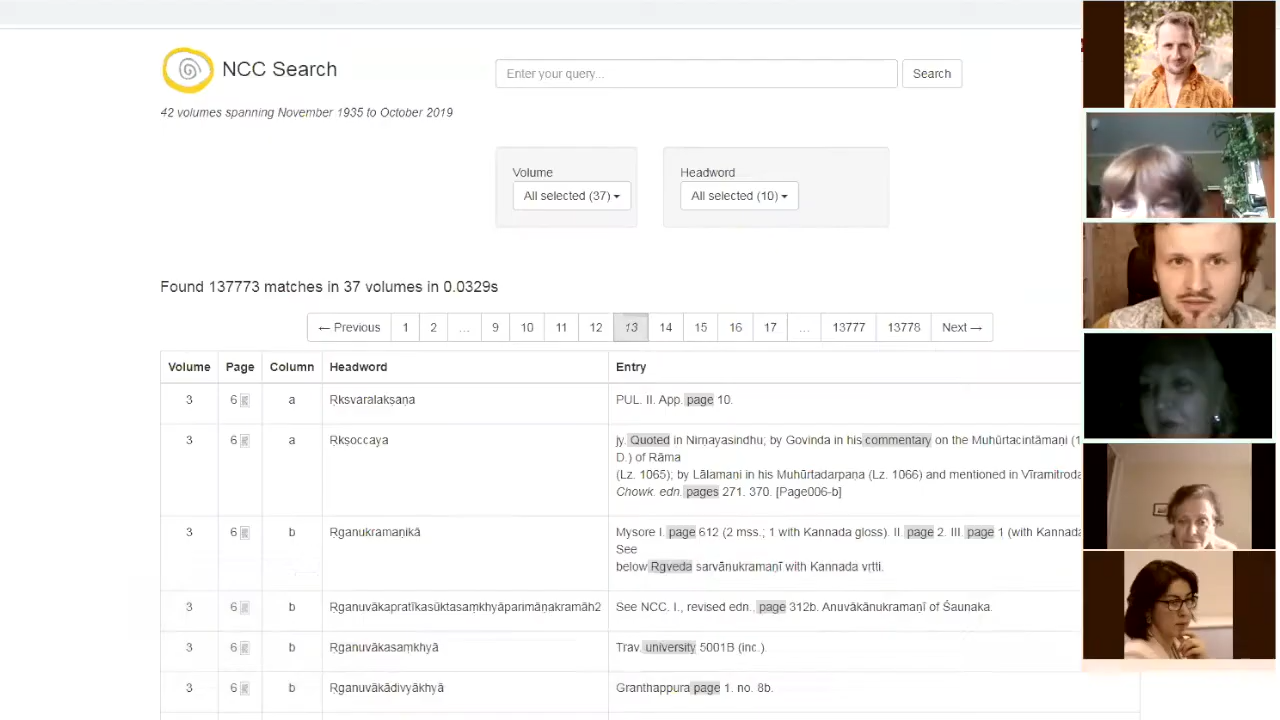 NCC Search
Enter your query...
Search
42 volumes spanning November 1935 to October 2019
Volume
Headword
All selected (37)
All selected (10)
Found 137773 matches in 37 volumes in 0.0329s
← Previous 1 2 ... 9 10 11 12 13 14 15 16 17 ... 13777 13778 Next →
Volume Page Column Headword Entry
3 6 a Ṛksvaralakṣaṇa PUL. II. App. page 10.
3 6 a Ṛkṣoccaya jy. Quoted in Nirṇayasindhu; by Govinda in his commentary on the Muhūrtacintāmaṇi (1
D.) of Rāma
(Lz. 1065); by Lālamaṇi in his Muhūrtadarpaṇa (Lz. 1066) and mentioned in Vīramitroda
Chowk. edn. pages 271. 370. [Page006-b]
3 6 b Ṛganukramaṇikā Mysore I. page 612 (2 mss.; 1 with Kannada gloss). II. page 2. III. page 1 (with Kannada
See
below Ṛgveda sarvānukramaṇī with Kannada vṛtti.
3 6 b Ṛganuvākapratīkasūktasaṃkhyāparimāṇakramāh2 See NCC. I., revised edn., page 312b. Anuvākānukramaṇī of Śaunaka.
3 6 b Ṛganuvākasaṃkhyā Trav. university 5001B (inc.).
3 6 b Ṛganuvākādivyākhyā Granthappura page 1. no. 8b.